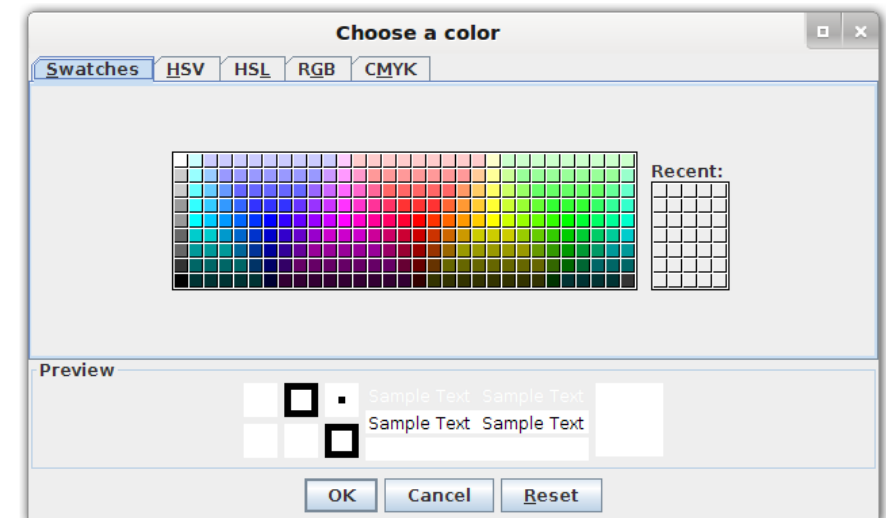 Choose a color
Swatches HSV HSL RGB CMYK
Recent:
Preview
Sample Text Sample Text
Sample Text Sample Text
OK Cancel Reset